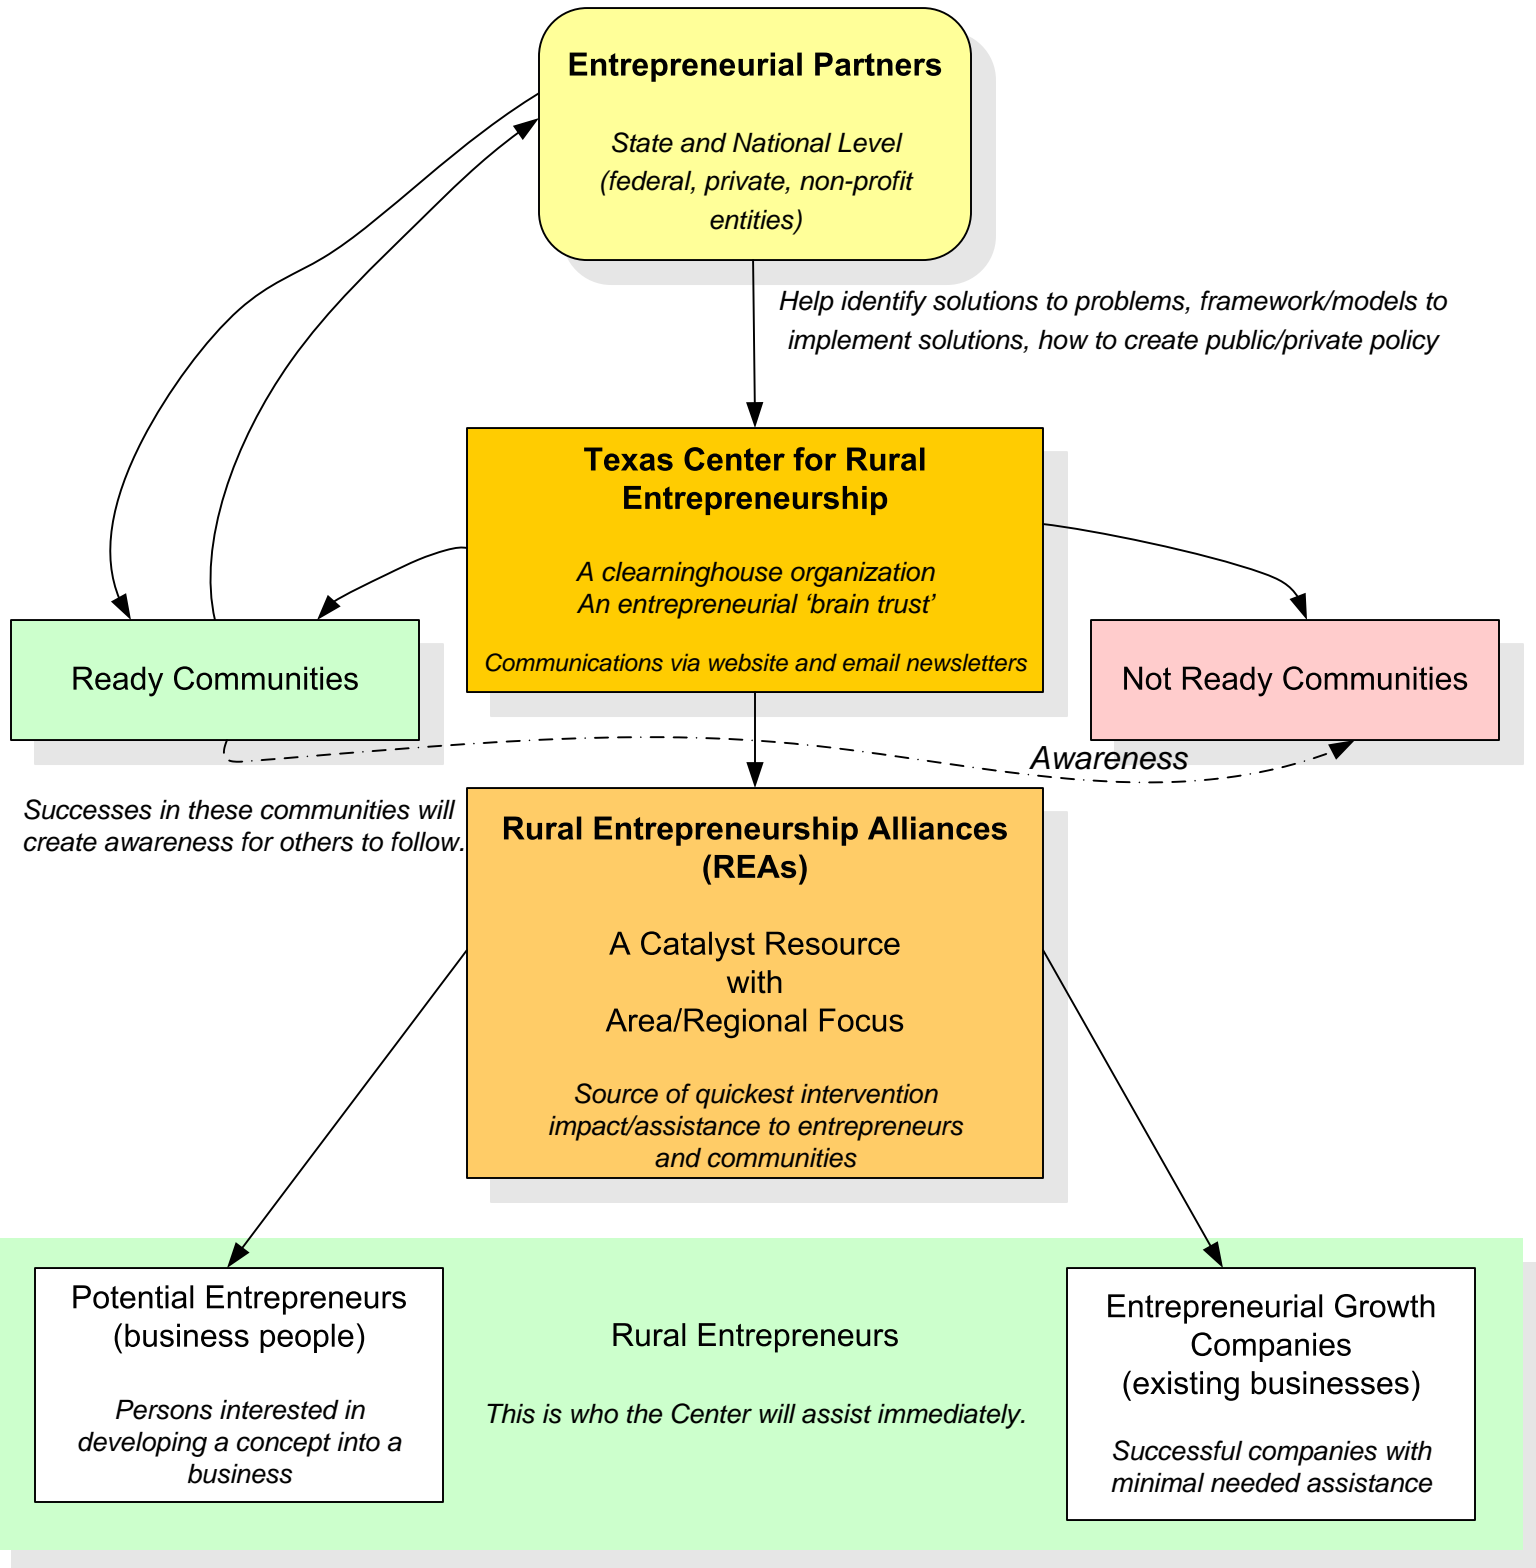 Entrepreneurial Partners
State and National Level
(federal, private, non-profit
entities)
Help identify solutions to problems, framework/models to
implement solutions, how to create public/private policy
Texas Center for Rural
Entrepreneurship
A clearninghouse organization
An entrepreneurial ‘brain trust’
Communications via website and email newsletters
Ready Communities
Not Ready Communities
Awareness
Successes in these communities will
create awareness for others to follow.
Rural Entrepreneurship Alliances
(REAs)
A Catalyst Resource
with
Area/Regional Focus
Source of quickest intervention
impact/assistance to entrepreneurs
and communities
Potential Entrepreneurs
(business people)
Persons interested in
developing a concept into a
business
Rural Entrepreneurs
This is who the Center will assist immediately.
Entrepreneurial Growth
Companies
(existing businesses)
Successful companies with
minimal needed assistance